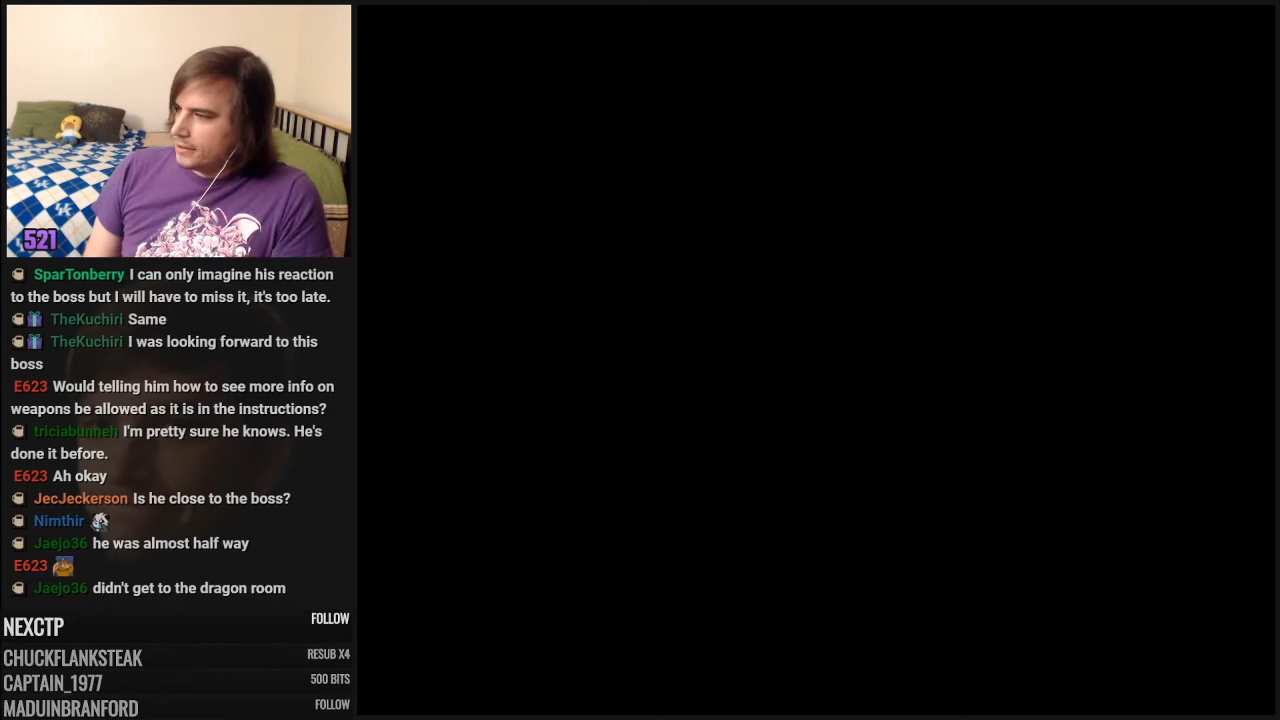 521
SparTonberry I can only imagine his reaction
to the boss but I will have to miss it, it's too late.
TheKuchiri Same
TheKuchiri I was looking forward to this
boss
E623 Would telling him how to see more info on
weapons be allowed as it is in the instructions?
triciabunneh I'm pretty sure he knows. He's
done it before.
E623 Ah okay
JecJeckerson Is he close to the boss?
Nimthir
Jaejo36 he was almost half way
E623
Jaejo36 didn't get to the dragon room
NEXCTP FOLLOW
CHUCKFLANKSTEAK RESUB X4
CAPTAIN_1977 500 BITS
MADUINBRANFORD FOLLOW